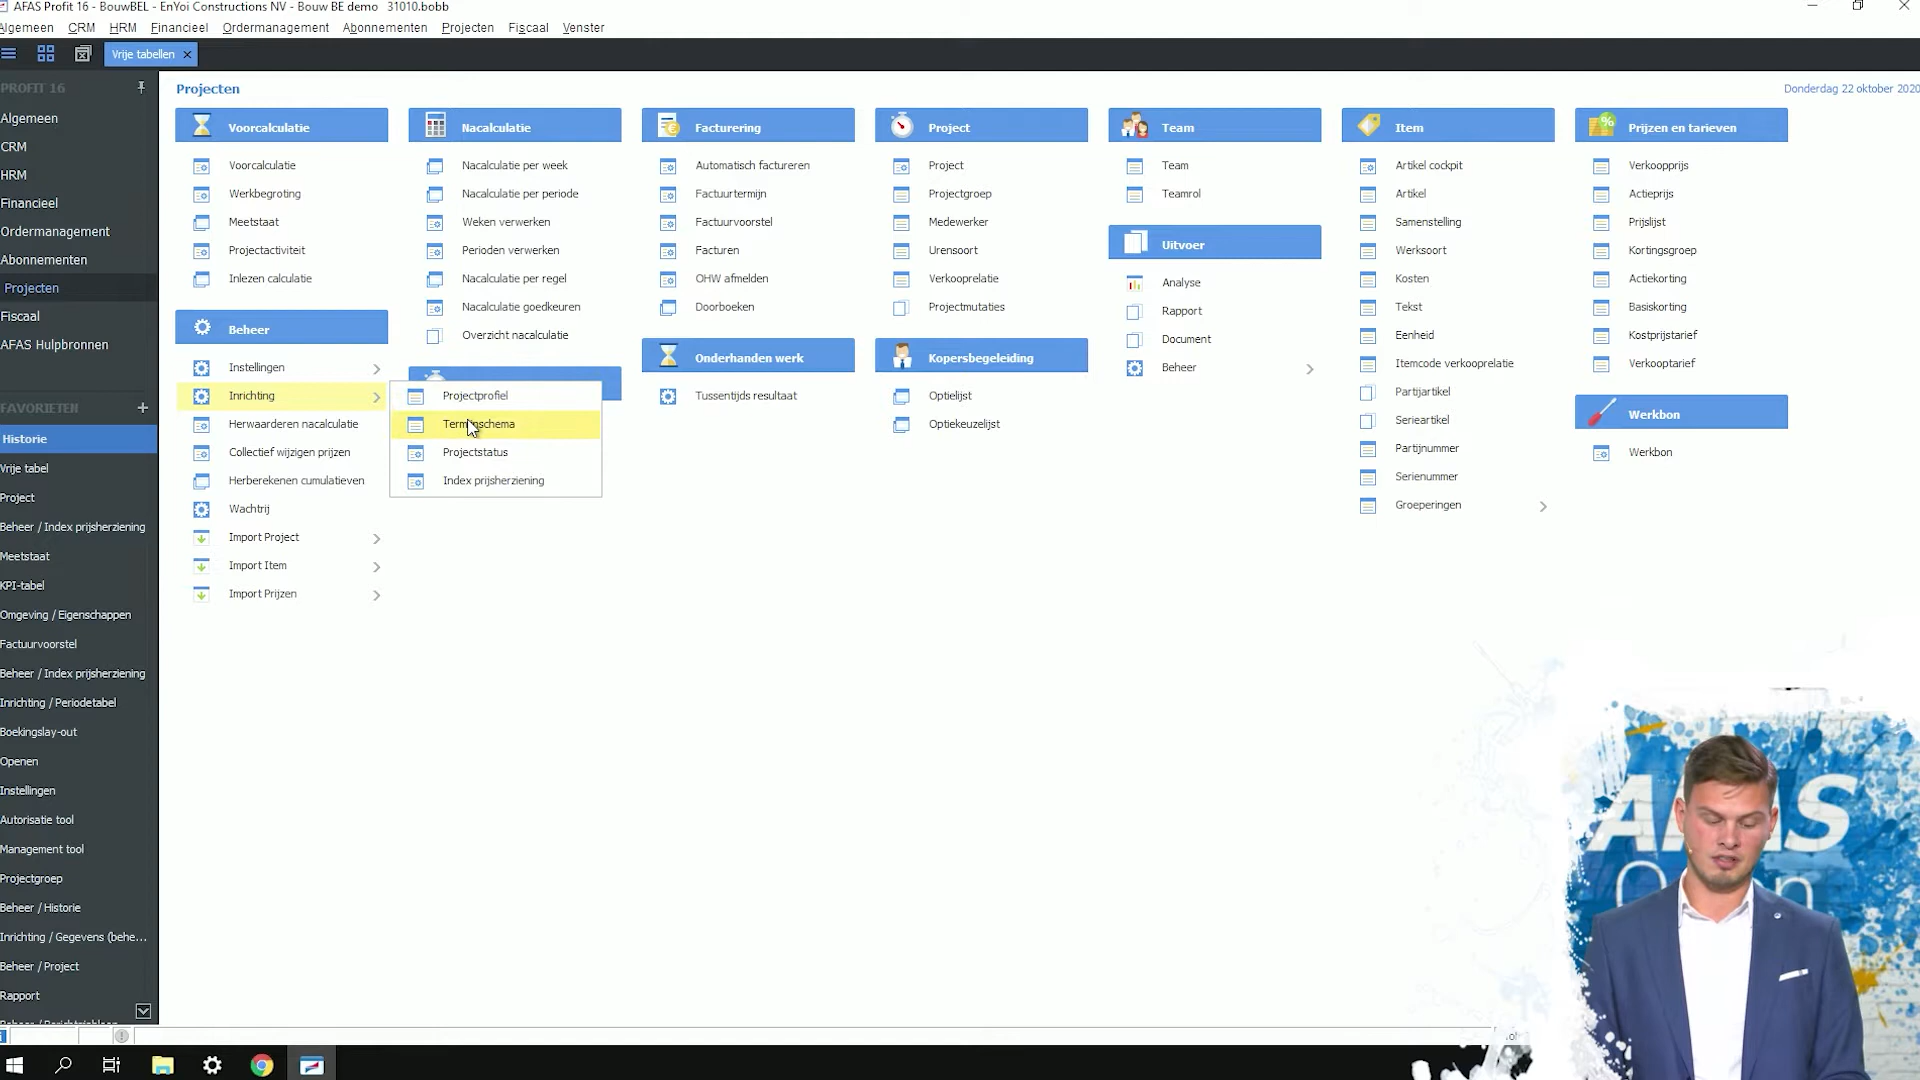 AFAS Profit 16 - BouwBEL - EnYoi Constructions NV - Bouw BE demo 31010.bobb
Algemeen CRM HRM Financieel Ordermanagement Abonnementen Projecten Fiscaal Venster
Vrije tabellen
PROFIT 16
Algemeen
CRM
HRM
Financieel
Ordermanagement
Abonnementen
Projecten
Fiscaal
AFAS Hulpbronnen
FAVORIETEN
Historie
Vrije tabel
Project
Beheer / Index prijsherziening
Meetstaat
KPI-tabel
Omgeving / Eigenschappen
Factuurvoorstel
Beheer / Index prijsherziening
Inrichting / Periodetabel
Boekingslay-out
Openen
Instellingen
Autorisatie tool
Management tool
Projectgroep
Beheer / Historie
Inrichting / Gegevens (behe...
Beheer / Project
Rapport
Projecten
Donderdag 22 oktober 2020
Voorcalculatie
Voorcalculatie
Werkbegroting
Meetstaat
Projectactiviteit
Inlezen calculatie
Beheer
Instellingen
Inrichting
Herwaarderen nacalculatie
Collectief wijzigen prijzen
Herberekenen cumulatieven
Wachtrij
Import Project
Import Item
Import Prijzen
Nacalculatie
Nacalculatie per week
Nacalculatie per periode
Weken verwerken
Perioden verwerken
Nacalculatie per regel
Nacalculatie goedkeuren
Overzicht nacalculatie
Projectprofiel
Projectstatus
Index prijsherziening
Facturering
Automatisch factureren
Factuurtermijn
Factuurvoorstel
Facturen
OHW afmelden
Doorboeken
Onderhanden werk
Tussentijds resultaat
Project
Project
Projectgroep
Medewerker
Urensoort
Verkooprelatie
Projectmutaties
Kopersbegeleiding
Optielijst
Optiekeuzelijst
Team
Team
Teamrol
Uitvoer
Analyse
Rapport
Document
Beheer
Item
Artikel cockpit
Artikel
Samenstelling
Werksoort
Kosten
Tekst
Eenheid
Itemcode verkooprelatie
Partijartikel
Serieartikel
Partijnummer
Serienummer
Groeperingen
Prijzen en tarieven
Verkoopprijs
Actieprijs
Prijslijst
Kortingsgroep
Actiekorting
Basiskorting
Kostprijstarief
Verkooptarief
Werkbon
Werkbon